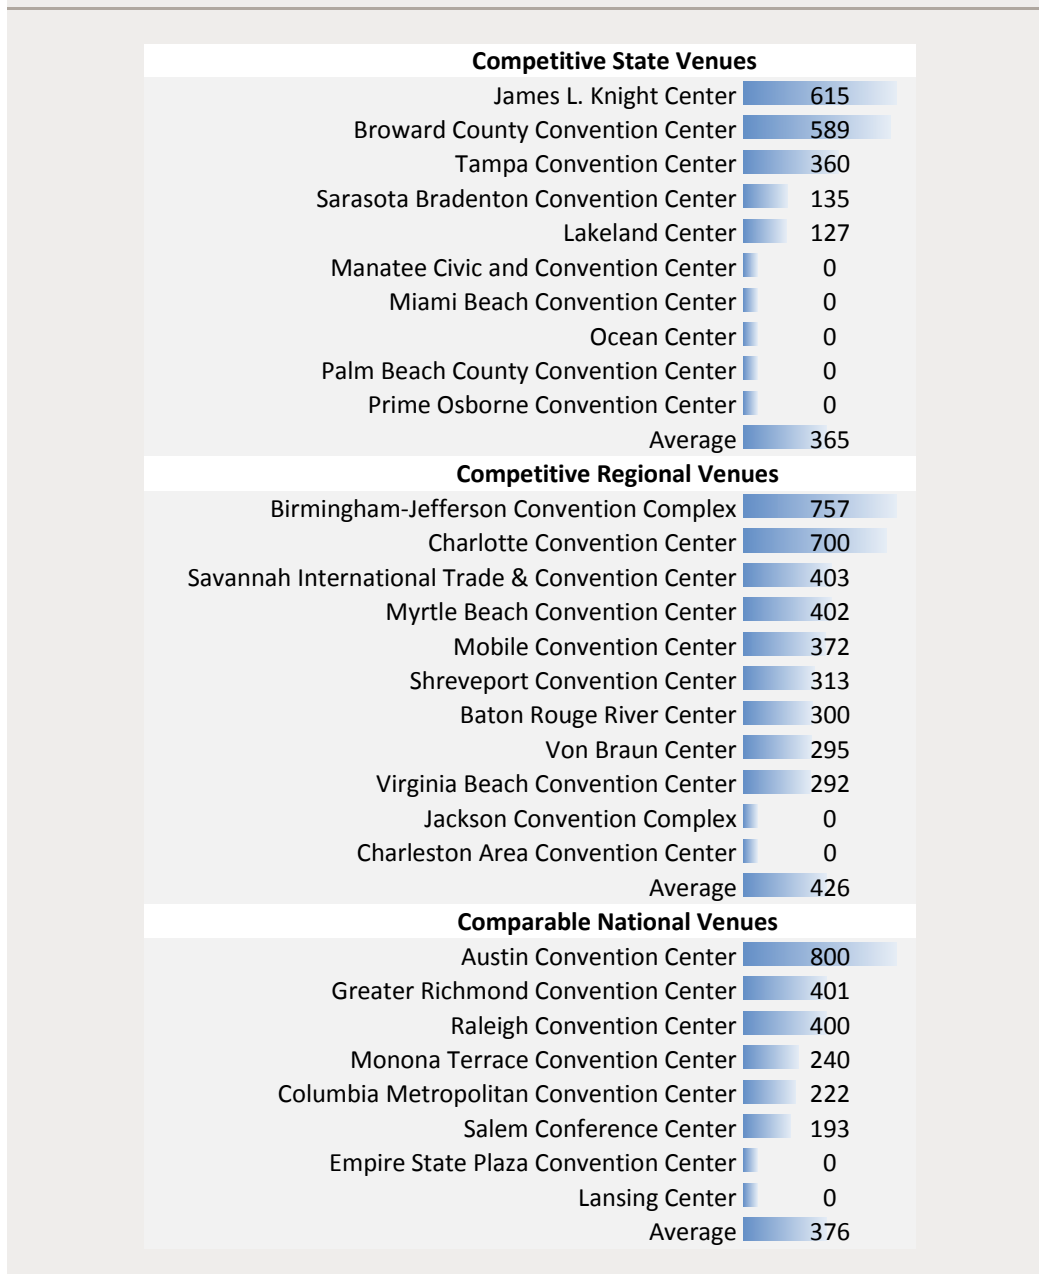 Competitive State Venues
James L. Knight Center 615
Broward County Convention Center 589
Tampa Convention Center 360
Sarasota Bradenton Convention Center 135
Lakeland Center 127
Manatee Civic and Convention Center 0
Miami Beach Convention Center 0
Ocean Center 0
Palm Beach County Convention Center 0
Prime Osborne Convention Center 0
Average 365
Competitive Regional Venues
Birmingham-Jefferson Convention Complex 757
Charlotte Convention Center 700
Savannah International Trade & Convention Center 403
Myrtle Beach Convention Center 402
Mobile Convention Center 372
Shreveport Convention Center 313
Baton Rouge River Center 300
Von Braun Center 295
Virginia Beach Convention Center 292
Jackson Convention Complex 0
Charleston Area Convention Center 0
Average 426
Comparable National Venues
Austin Convention Center 800
Greater Richmond Convention Center 401
Raleigh Convention Center 400
Monona Terrace Convention Center 240
Columbia Metropolitan Convention Center 222
Salem Conference Center 193
Empire State Plaza Convention Center 0
Lansing Center 0
Average 376